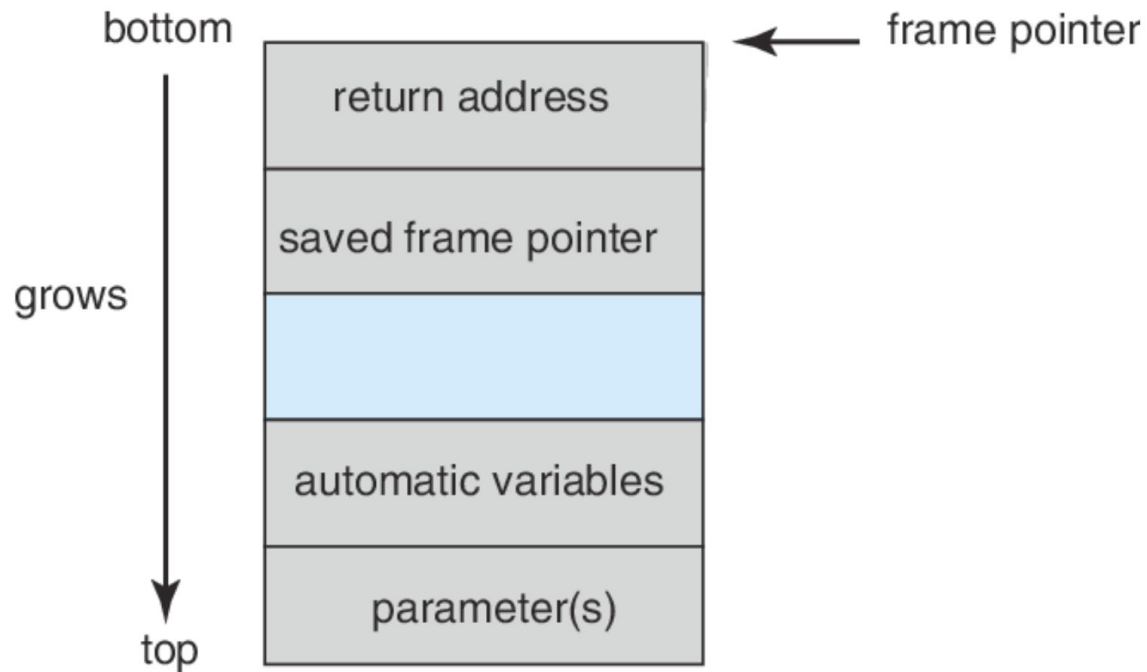 bottom
frame pointer
return address
saved frame pointer
grows
automatic variables
parameter(s)
top